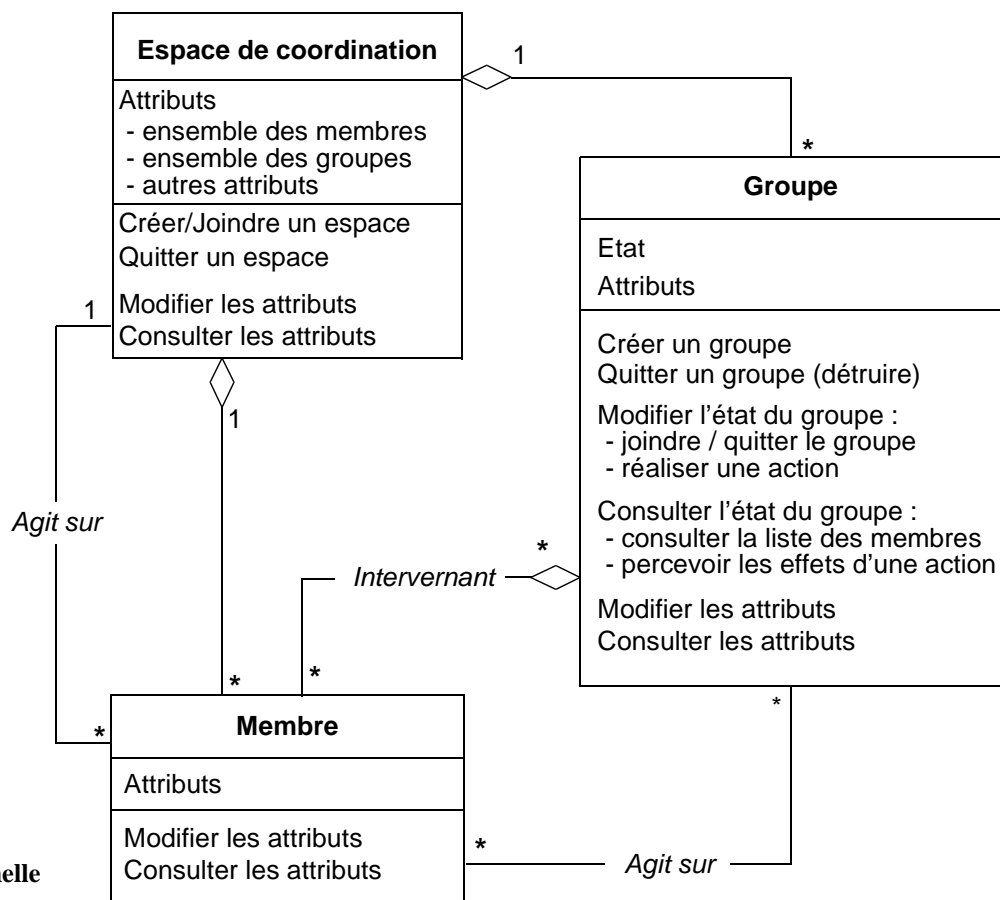 Espace de coordination
Attributs
- ensemble des membres
- ensemble des groupes
- autres attributs
Créer/Joindre un espace
Quitter un espace
Modifier les attributs
Consulter les attributs
1
*
Groupe
Etat
Attributs
Créer un groupe
Quitter un groupe (détruire)
Modifier l’état du groupe :
- joindre / quitter le groupe
- réaliser une action
Consulter l’état du groupe :
- consulter la liste des membres
- percevoir les effets d’une action
Modifier les attributs
Consulter les attributs
1
1
Agit sur
*
Intervernant
*
*
*
*
Membre
Attributs
Modifier les attributs
Consulter les attributs
*
*
Agit sur
elle